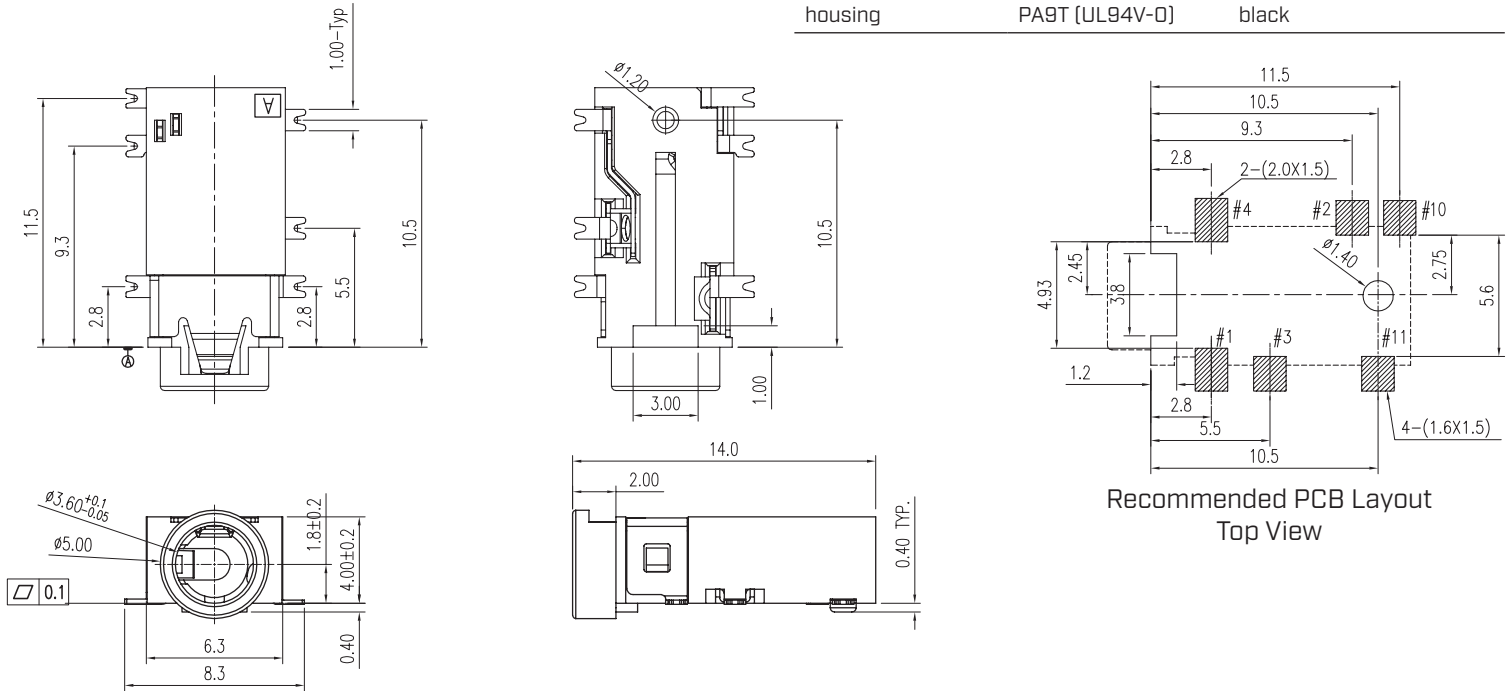 housing PA9T (UL94V-0) black
1.00-Typ
A
11.5
9.3
2.8
2.8
5.5
10.5
A
ø1.20
10.5
3.00
1.00
11.5
10.5
9.3
2.8
2-(2.0X1.5)
#4
#2
#10
ø1.40
4.93
2.45
3.8
2.75
5.6
#1
#3
#11
1.2
2.8
5.5
10.5
4-(1.6X1.5)
Recommended PCB Layout
Top View
ø3.60 +0.1 -0.05
ø5.00
0.1
1.8±0.2
4.00±0.2
0.40
6.3
8.3
14.0
2.00
0.40 TYP.